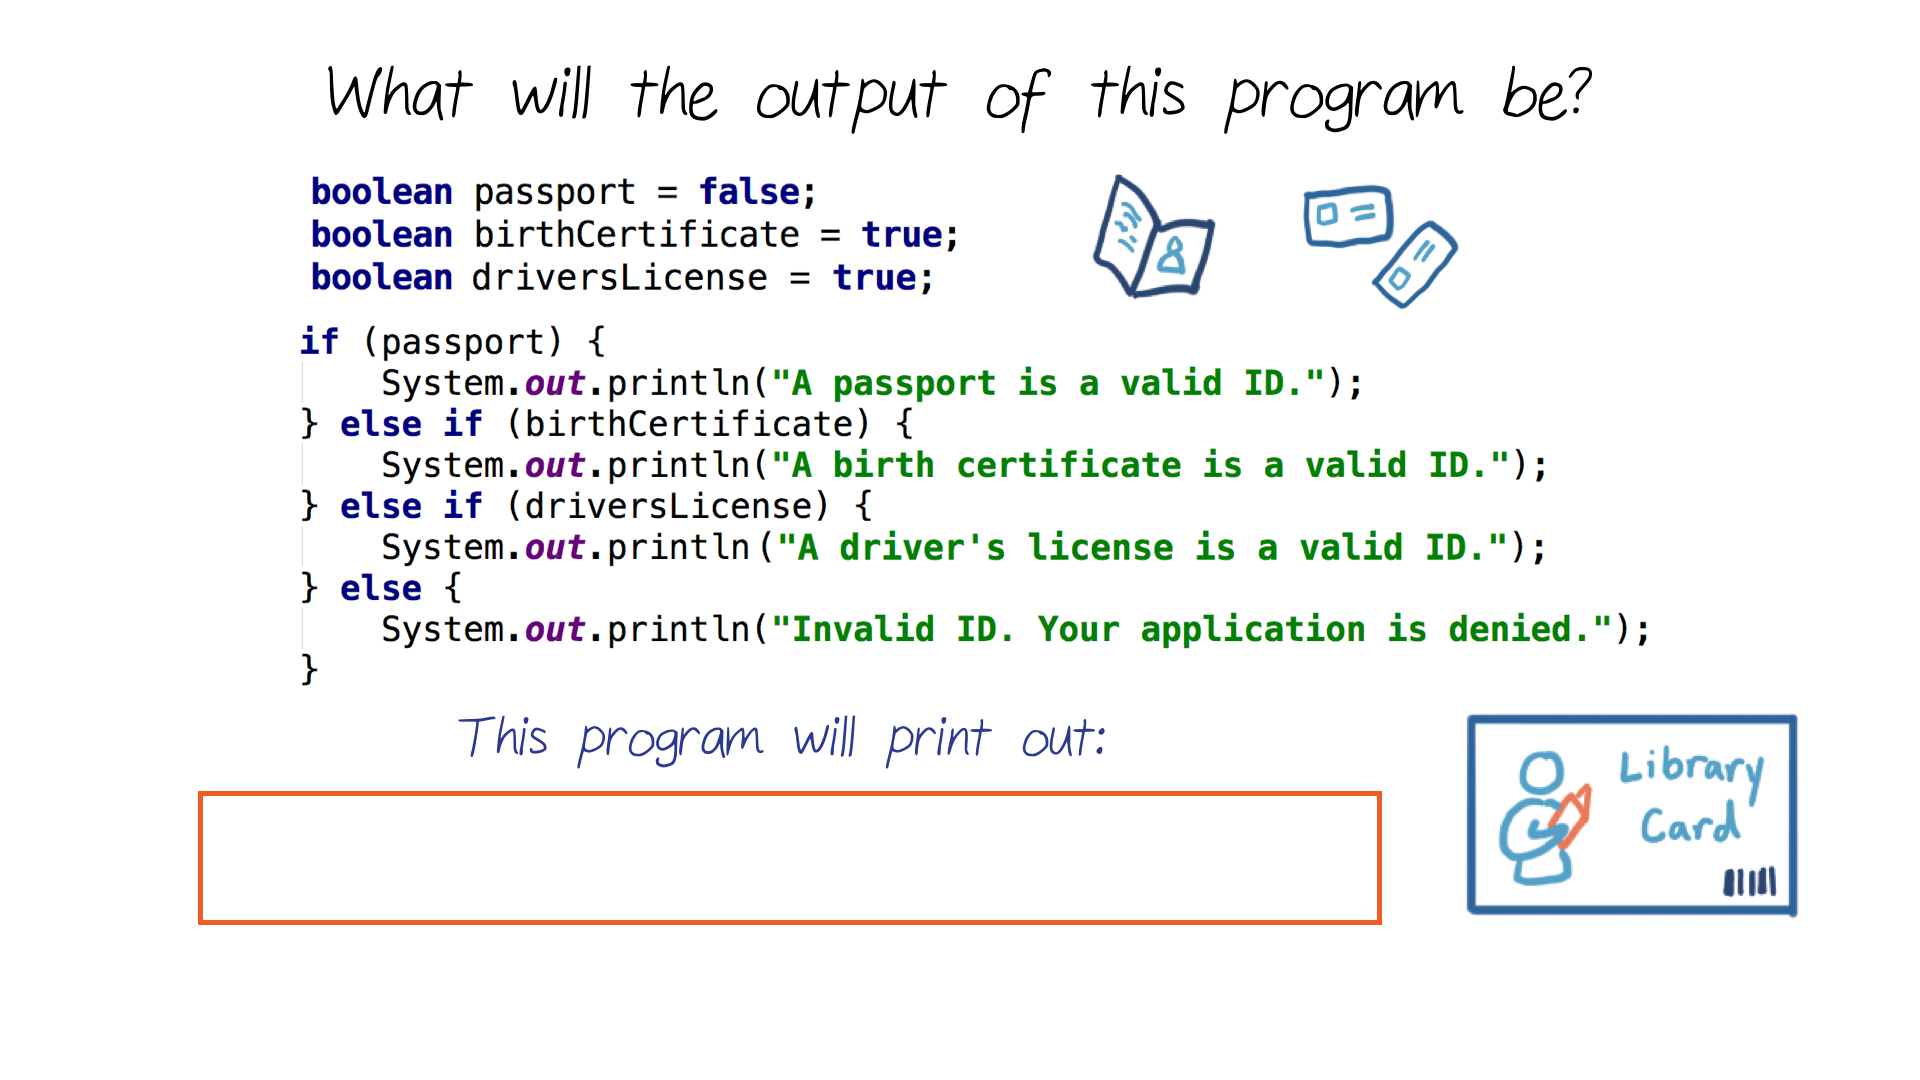 What will the output of this program be?
boolean passport = false;
boolean birthCertificate = true;
boolean driversLicense = true;
if (passport) {
    System.out.println("A passport is a valid ID.");
} else if (birthCertificate) {
    System.out.println("A birth certificate is a valid ID.");
} else if (driversLicense) {
    System.out.println("A driver's license is a valid ID.");
} else {
    System.out.println("Invalid ID. Your application is denied.");
}
This program will print out:
Library
Card